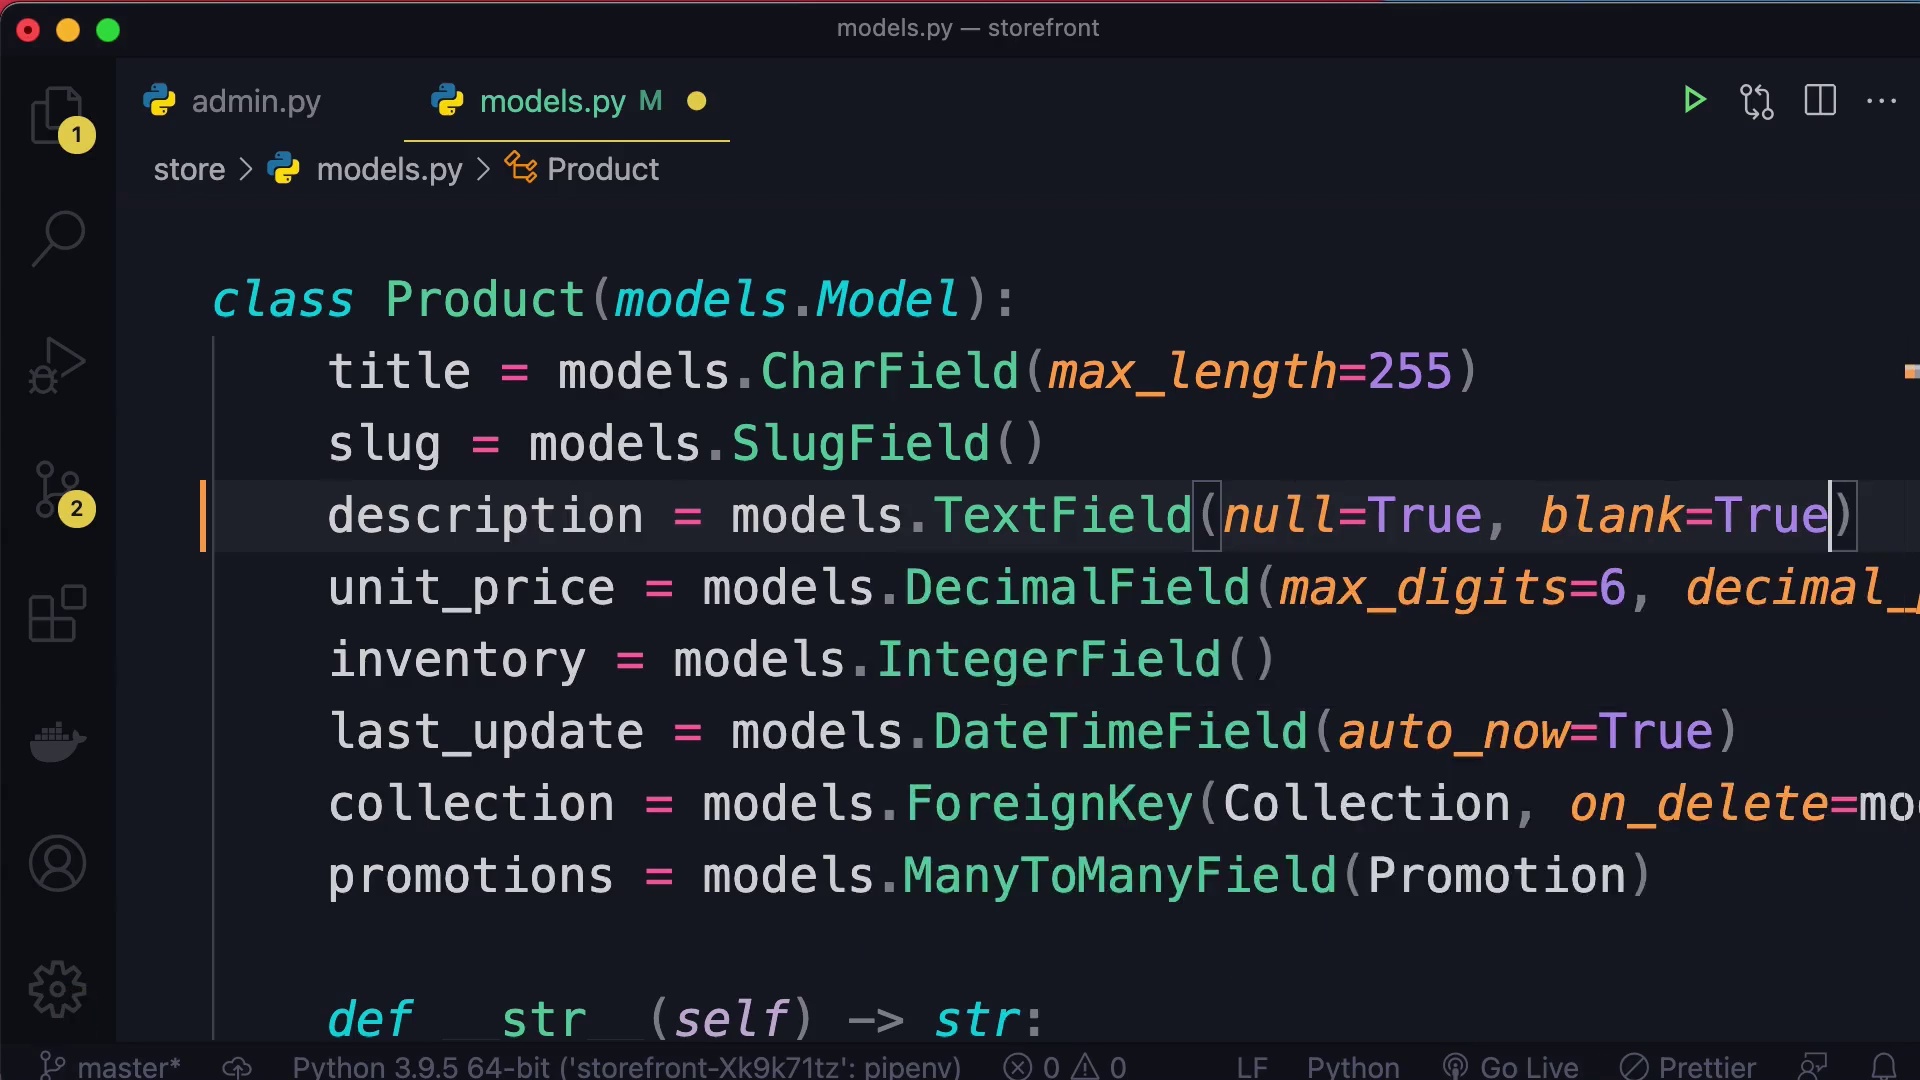 models.py — storefront
admin.py
models.py M
store > models.py > Product
1
2
class Product(models.Model):
title = models.CharField(max_length=255)
slug = models.SlugField()
description = models.TextField(null=True, blank=True)
unit_price = models.DecimalField(max_digits=6, decimal_
inventory = models.IntegerField()
last_update = models.DateTimeField(auto_now=True)
collection = models.ForeignKey(Collection, on_delete=mo
promotions = models.ManyToManyField(Promotion)
def __str__(self) -> str:
master* Python 3.9.5 64-bit ('storefront-Xk9k71tz': pipenv) 0 0 LF Python Go Live Prettier